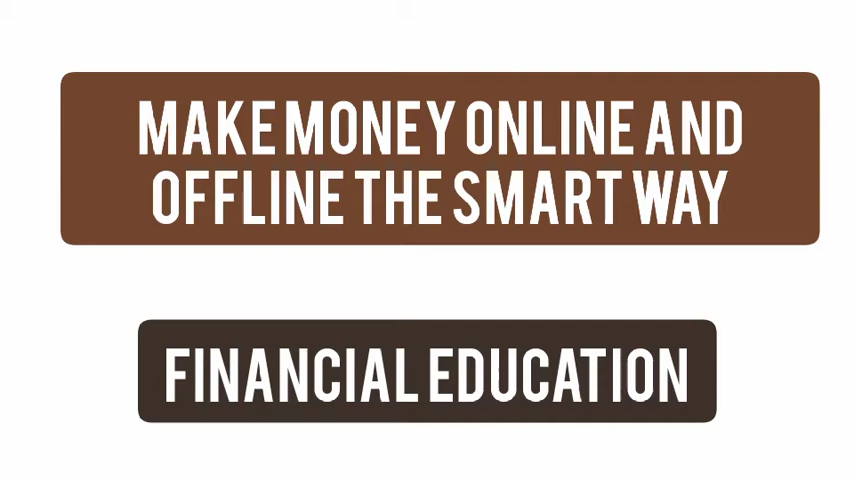 MAKE MONEY ONLINE AND
OFFLINE THE SMART WAY
FINANCIAL EDUCATION